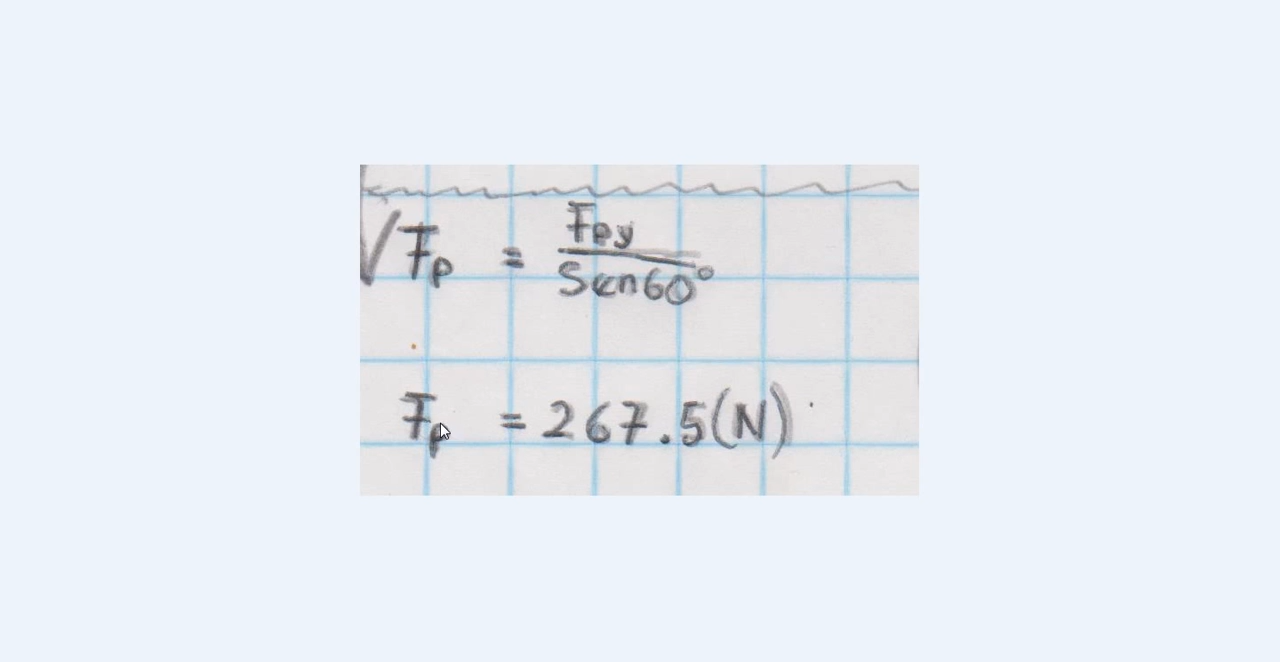 √ Fp = Fpy / Sen60°
Fp = 267.5(N)